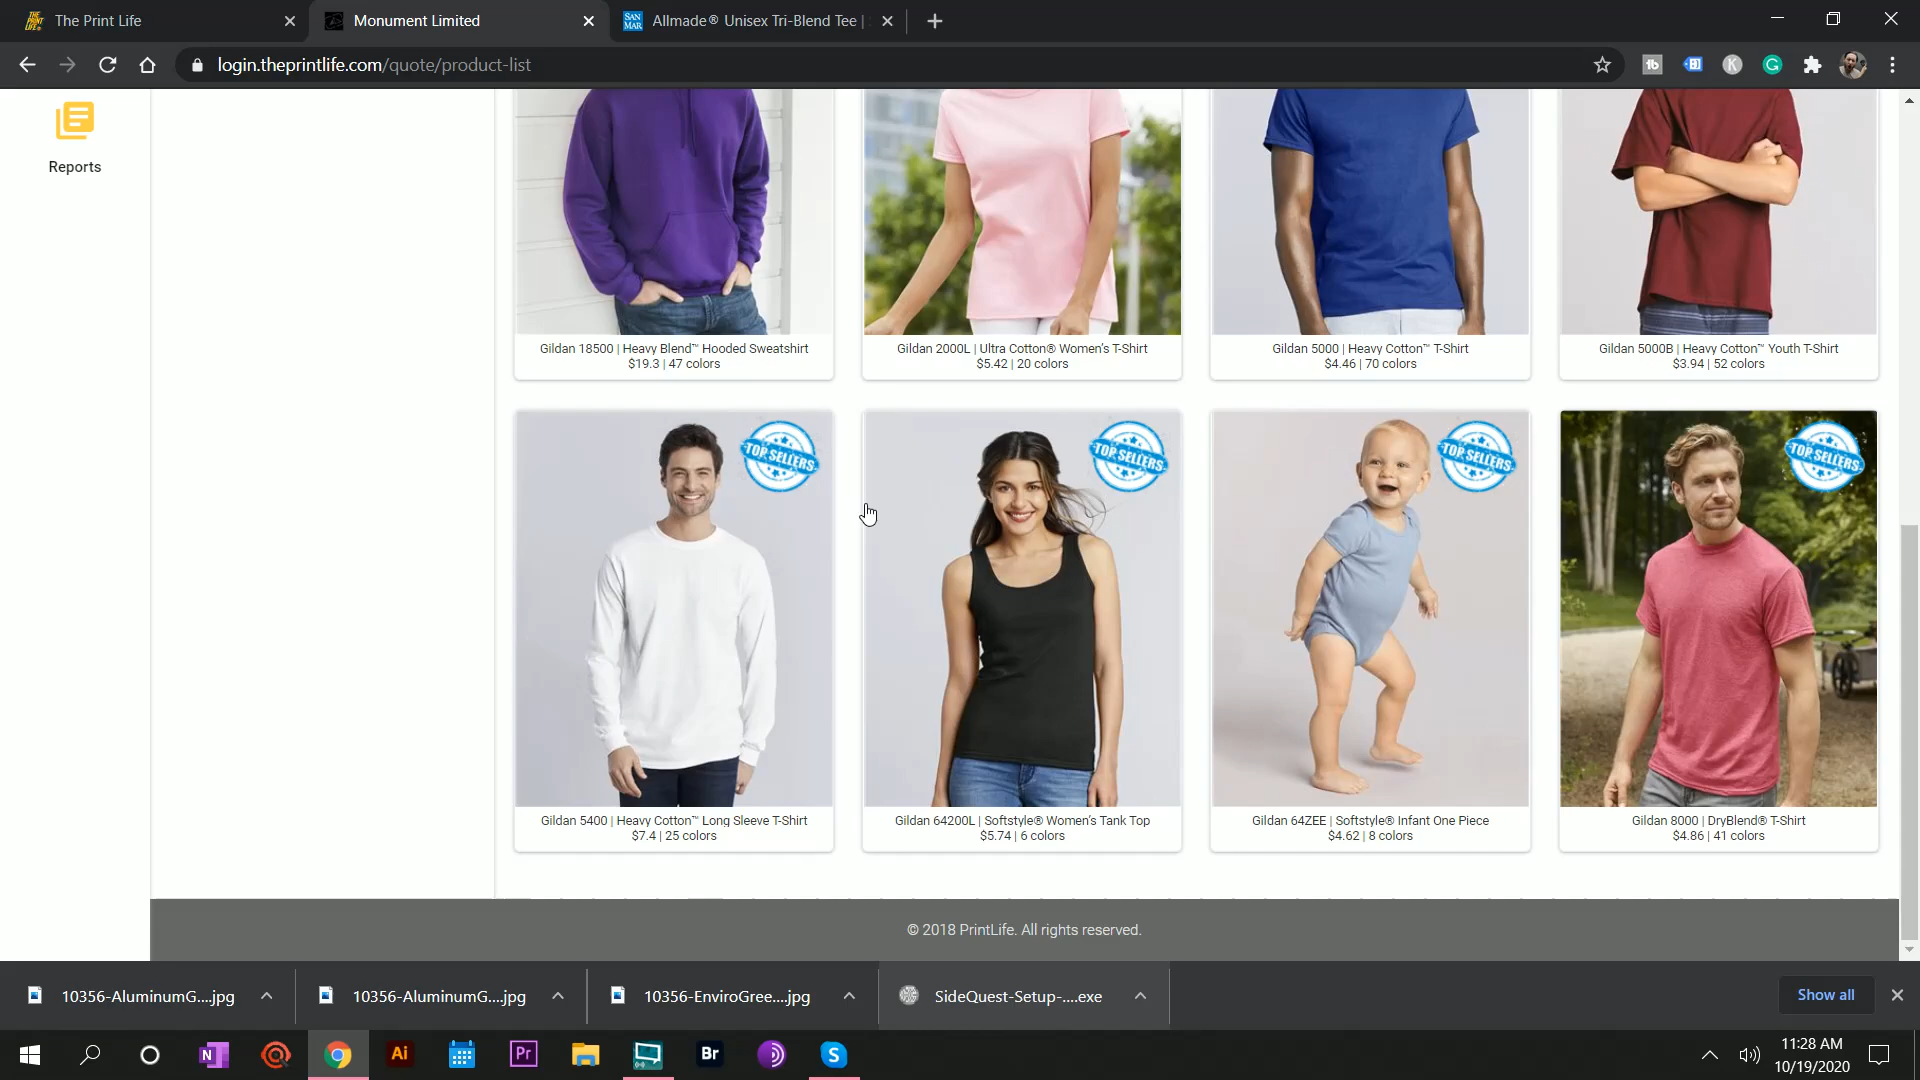 The Print Life
Monument Limited
SAN MAR
Allmade® Unisex Tri-Blend Tee |
login.theprintlife.com/quote/product-list
Reports
Gildan 18500 | Heavy Blend™ Hooded Sweatshirt
$19.3 | 47 colors
Gildan 2000L | Ultra Cotton® Women's T-Shirt
$5.42 | 20 colors
Gildan 5000 | Heavy Cotton™ T-Shirt
$4.46 | 70 colors
Gildan 5000B | Heavy Cotton™ Youth T-Shirt
$3.94 | 52 colors
TOP SELLERS
TOP SELLERS
TOP SELLERS
TOP SELLERS
Gildan 5400 | Heavy Cotton™ Long Sleeve T-Shirt
$7.4 | 25 colors
Gildan 64200L | Softstyle® Women's Tank Top
$5.74 | 6 colors
Gildan 64ZEE | Softstyle® Infant One Piece
$4.62 | 8 colors
Gildan 8000 | DryBlend® T-Shirt
$4.86 | 41 colors
© 2018 PrintLife. All rights reserved.
10356-AluminumG....jpg
10356-AluminumG....jpg
10356-EnviroGree....jpg
SideQuest-Setup-....exe
Show all
N
Ai
Pr
Br
S
11:28 AM
10/19/2020